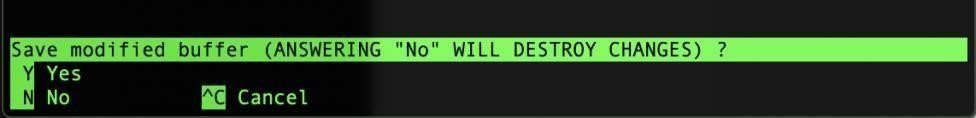 Save modified buffer (ANSWERING "No" WILL DESTROY CHANGES) ?
Y Yes
N No ^C Cancel